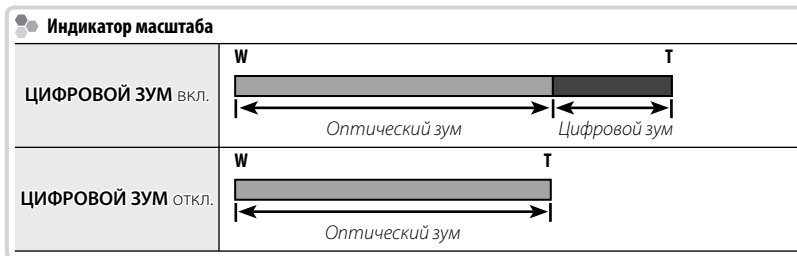 Индикатор масштаба
W T
ЦИФРОВОЙ ЗУМ вкл.
Оптический зум Цифровой зум
W T
ЦИФРОВОЙ ЗУМ откл.
Оптический зум